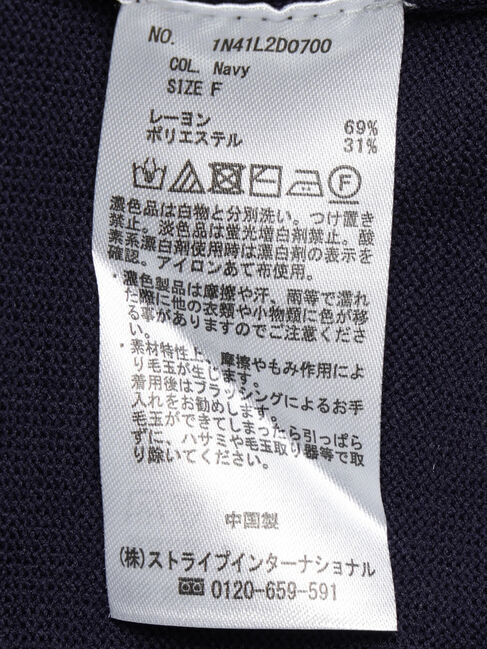 NO. 1N41L2D0700
COL. Navy
SIZE F
レーヨン 69%
ポリエステル 31%
F
濃色品は白物と分別洗い。つけ置き
禁止。淡色品は蛍光増白剤禁止。酸
素系漂白剤使用時は漂白剤の表示を
確認。アイロンあて布使用。
・濃色製品は摩擦や汗、雨等で濡れ
た際に他の衣類や小物類に色が移
る事がありますのでご注意くださ
い。
・素材特性上、摩擦やもみ作用によ
り毛玉が生じます。
着用後はブラッシングによるお手
入れをお勧めします。
毛玉ができてしまったら引っぱら
ずに、ハサミや毛玉取り器等で取
り除いてください。
中国製
(株)ストライプインターナショナル
0120-659-591